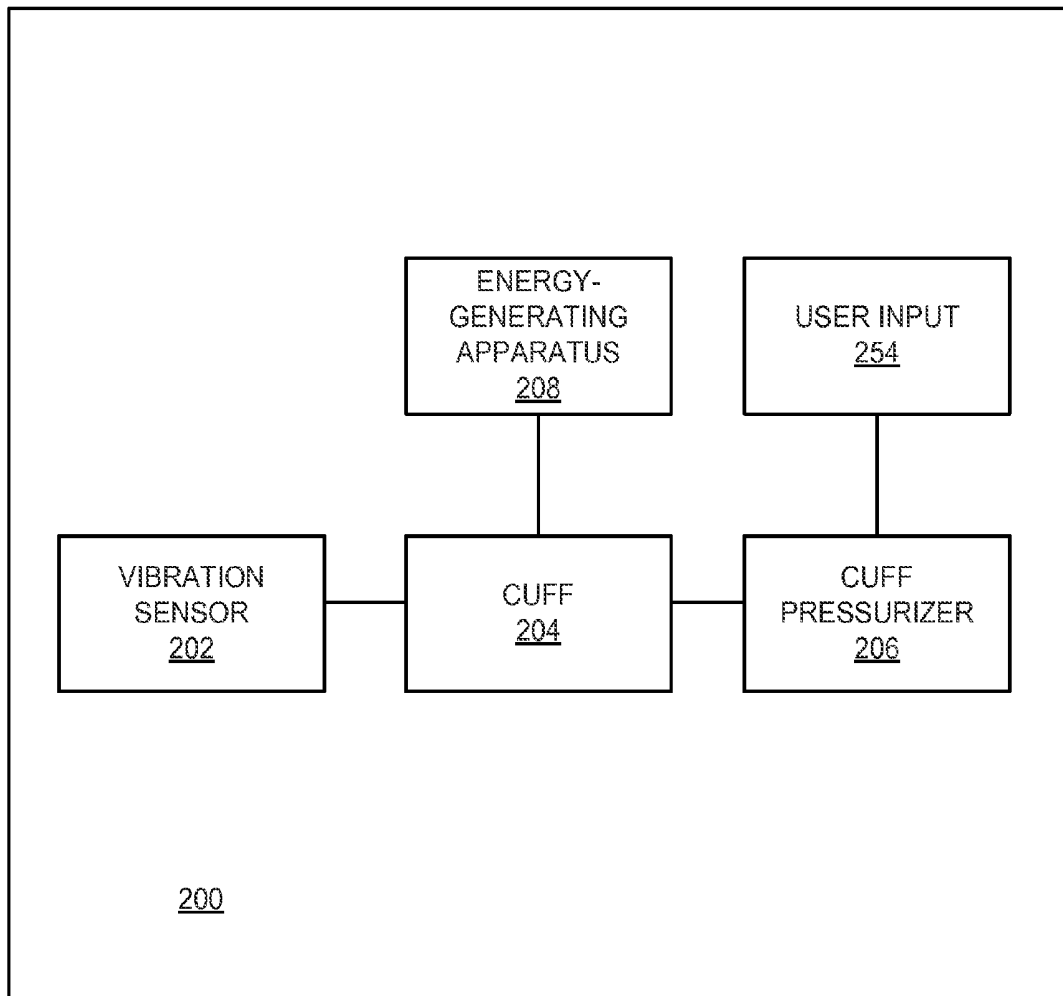 ENERGY-
GENERATING
APPARATUS
208
USER INPUT
254
VIBRATION
SENSOR
202
CUFF
204
CUFF
PRESSURIZER
206
200